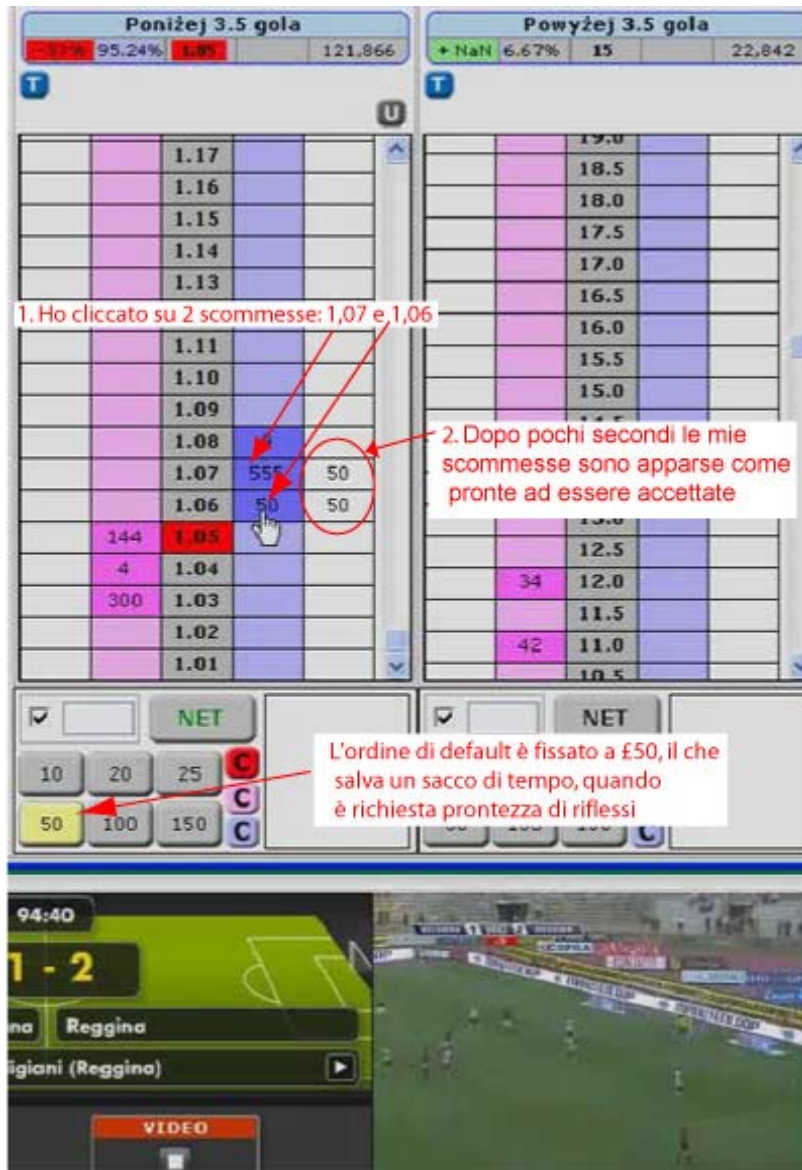 Poniżej 3.5 gola
Powyżej 3.5 gola
95.24% 1.05 121,866
+ NaN 6.67% 15 22,842
T
T
U
1.17
1.16
1.15
1.14
1.13
1. Ho cliccato su 2 scommesse: 1,07 e 1,06
1.11
1.10
1.09
1.08
1.07 555 50
1.06 50 50
144 1.05
4 1.04
300 1.03
1.02
1.01
19.0
18.5
18.0
17.5
17.0
16.5
16.0
15.5
15.0
2. Dopo pochi secondi le mie
scommesse sono apparse come
pronte ad essere accettate
12.5
34 12.0
11.5
42 11.0
10.5
NET
NET
10 20 25 C
C
50 100 150 C
L'ordine di default è fissato a £50, il che
salva un sacco di tempo, quando
è richiesta prontezza di riflessi
C
94:40
1 - 2
na Reggina
igiani (Reggina)
VIDEO